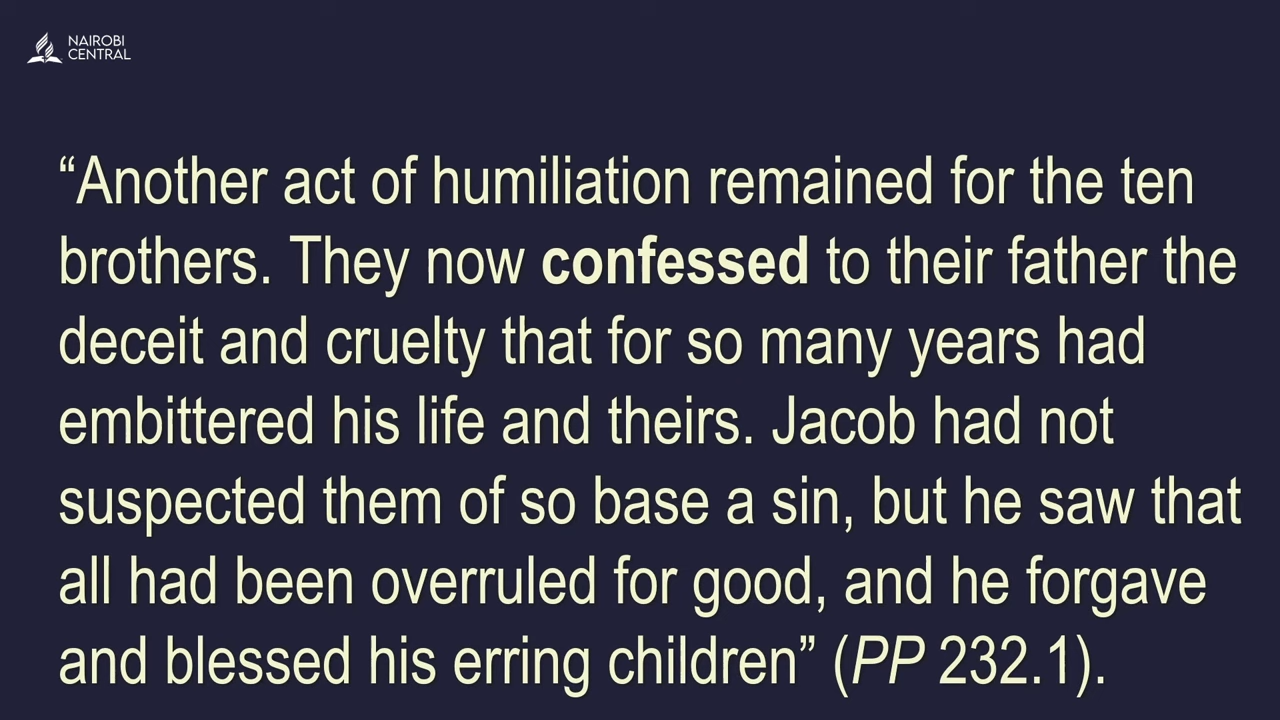 NAIROBI
CENTRAL
“Another act of humiliation remained for the ten
brothers. They now confessed to their father the
deceit and cruelty that for so many years had
embittered his life and theirs. Jacob had not
suspected them of so base a sin, but he saw that
all had been overruled for good, and he forgave
and blessed his erring children” (PP 232.1).